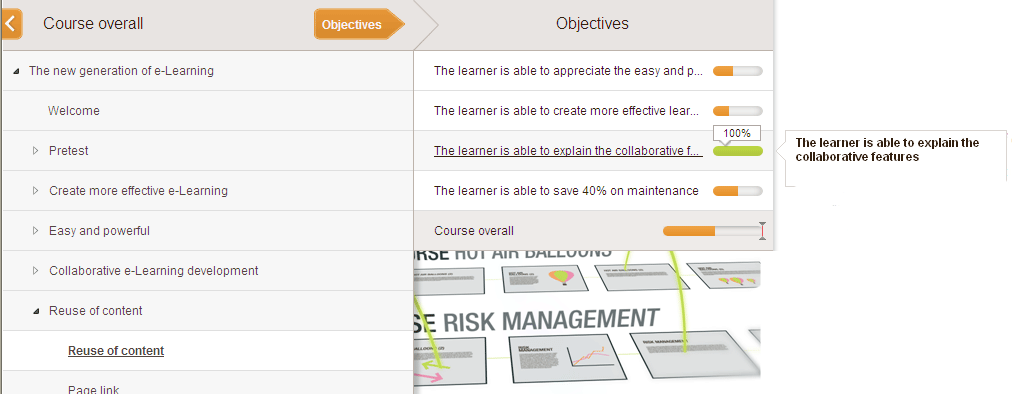 Course overall
Objectives
The new generation of e-Learning
Welcome
Pretest
Create more effective e-Learning
Easy and powerful
Collaborative e-Learning development
Reuse of content
Reuse of content
Page link
Objectives
The learner is able to appreciate the easy and p...
The learner is able to create more effective lear...
100%
The learner is able to explain the collaborative f...
The learner is able to save 40% on maintenance
Course overall
The learner is able to explain the
collaborative features
HOT AIR BALLOONS
RISK MANAGEMENT
RISK
MANAGEMENT
RISK MANAGEMENT